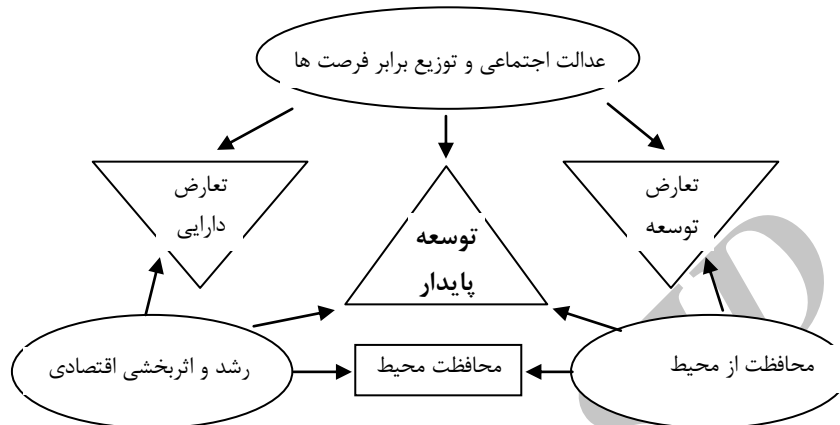 عدالت اجتماعی و توزیع برابر فرصت ها
تعارض
توسعه
تعارض
دارایی
توسعه
پایدار
محافظت از محیط
محافظت محیط
رشد و اثربخشی اقتصادی